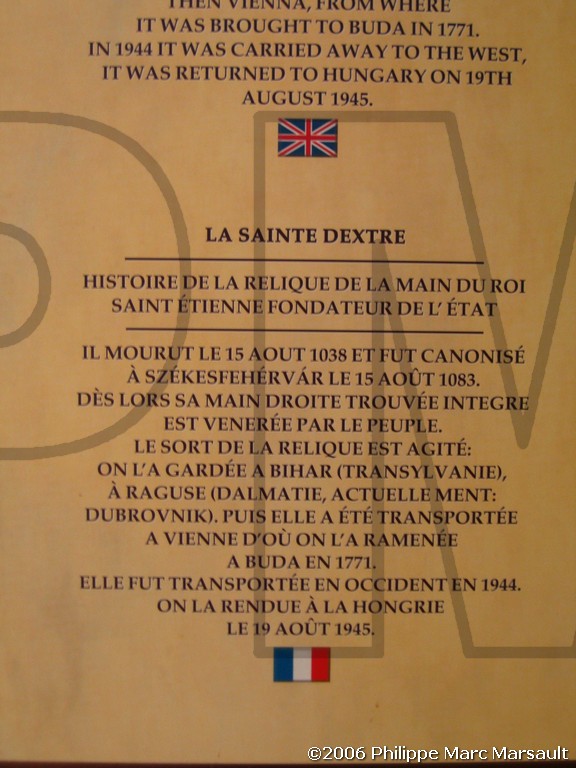 THEN VIENNA, FROM WHERE
IT WAS BROUGHT TO BUDA IN 1771.
IN 1944 IT WAS CARRIED AWAY TO THE WEST,
IT WAS RETURNED TO HUNGARY ON 19TH
AUGUST 1945.
LA SAINTE DEXTRE
HISTOIRE DE LA RELIQUE DE LA MAIN DU ROI
SAINT ÉTIENNE FONDATEUR DE L' ÉTAT
IL MOURUT LE 15 AOUT 1038 ET FUT CANONISÉ
À SZÉKESFEHÉRVÁR LE 15 AOÛT 1083.
DÈS LORS SA MAIN DROITE TROUVÉE INTEGRE
EST VENERÉE PAR LE PEUPLE.
LE SORT DE LA RELIQUE EST AGITÉ:
ON L'A GARDÉE A BIHAR (TRANSYLVANIE),
À RAGUSE (DALMATIE, ACTUELLE MENT:
DUBROVNIK). PUIS ELLE A ÉTÉ TRANSPORTÉE
A VIENNE D'OÙ ON L'A RAMENÉE
A BUDA EN 1771.
ELLE FUT TRANSPORTÉE EN OCCIDENT EN 1944.
ON LA RENDUE À LA HONGRIE
LE 19 AOÛT 1945.
PM
©2006 Philippe Marc Marsault